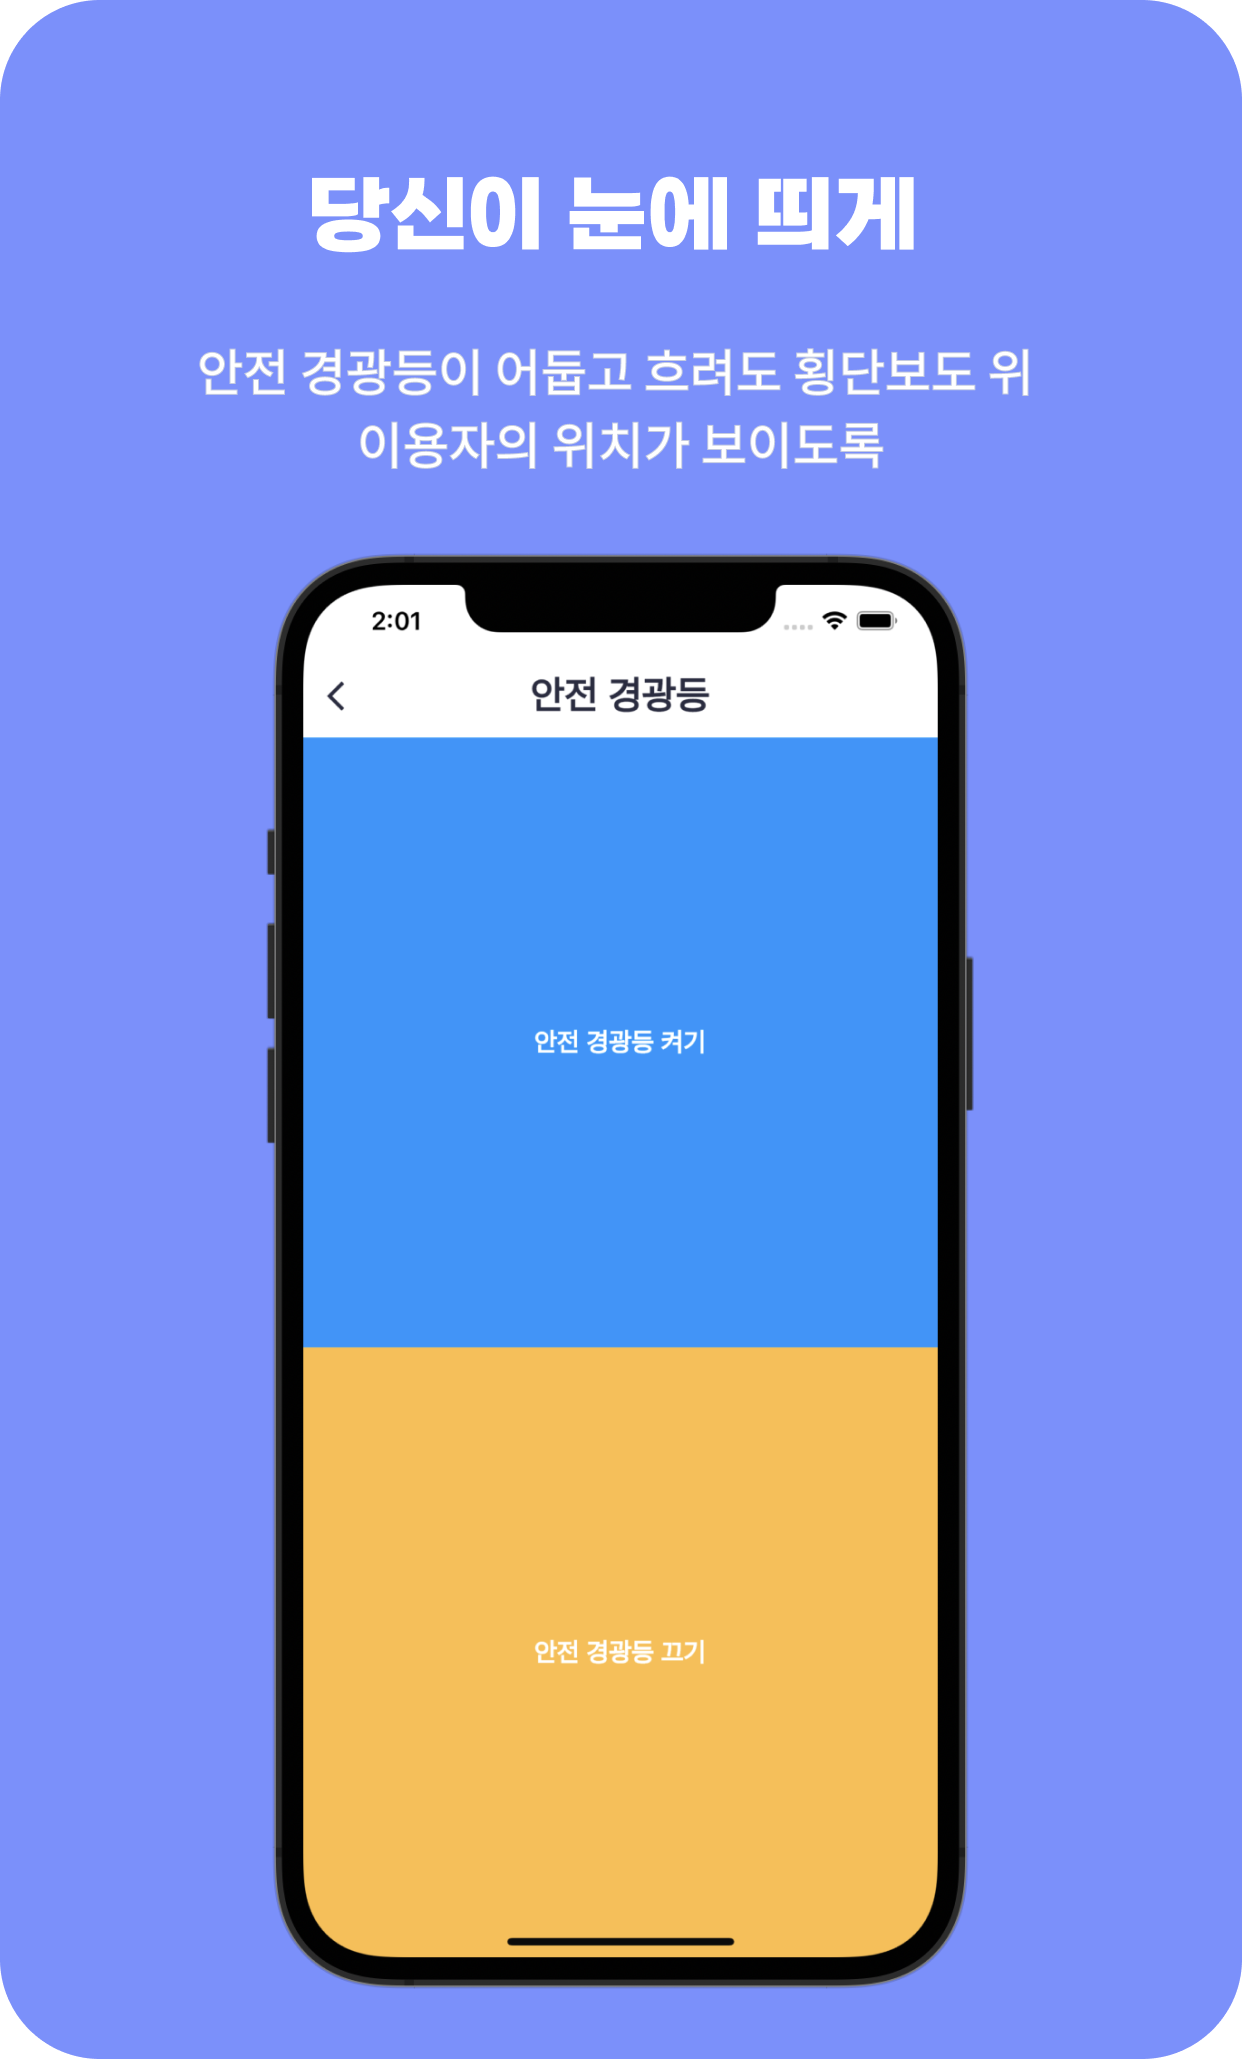 당신이 눈에 띄게
안전 경광등이 어둡고 흐려도 횡단보도 위
이용자의 위치가 보이도록
2:01
안전 경광등
안전 경광등 켜기
안전 경광등 끄기